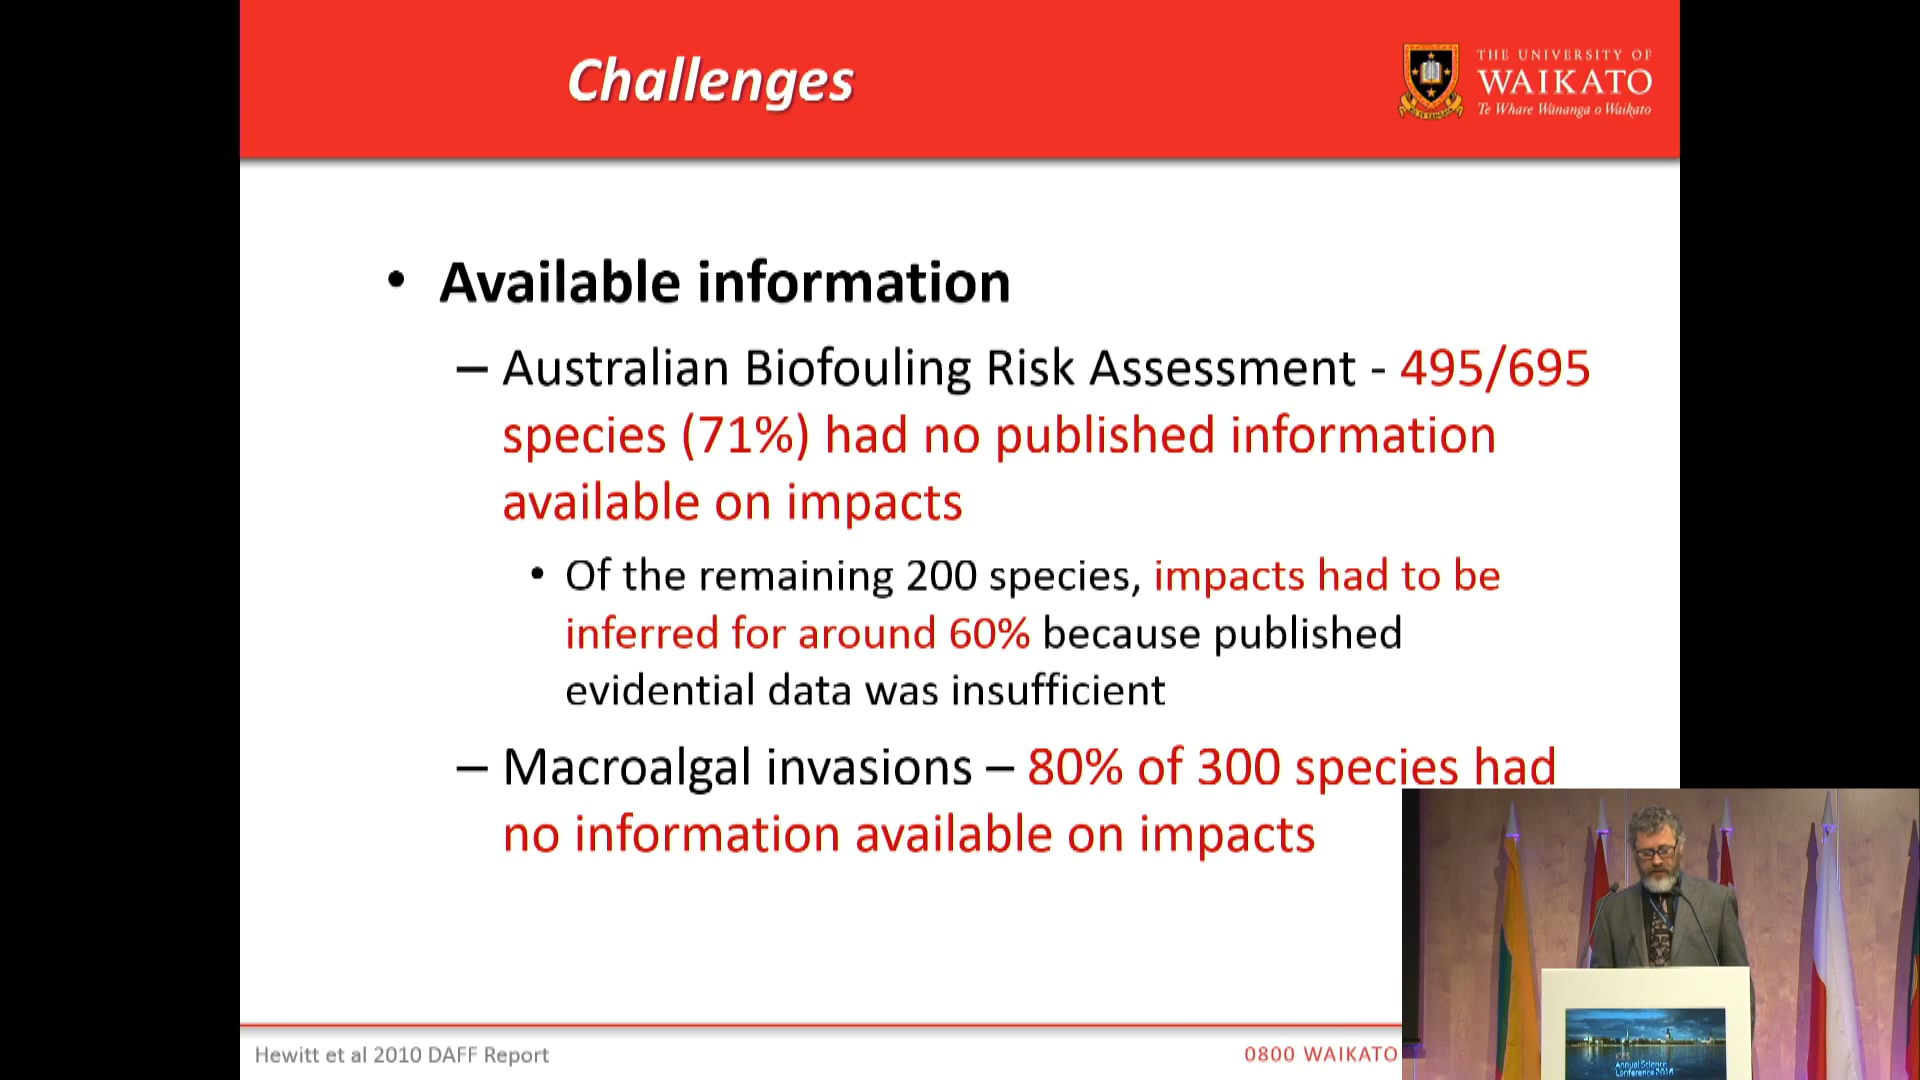 Challenges
THE UNIVERSITY OF
WAIKATO
Te Whare Wānanga o Waikato
• Available information
– Australian Biofouling Risk Assessment - 495/695
species (71%) had no published information
available on impacts
• Of the remaining 200 species, impacts had to be
inferred for around 60% because published
evidential data was insufficient
– Macroalgal invasions – 80% of 300 species had
no information available on impacts
Hewitt et al 2010 DAFF Report
0800 WAIKATO
Annual Science
Conference